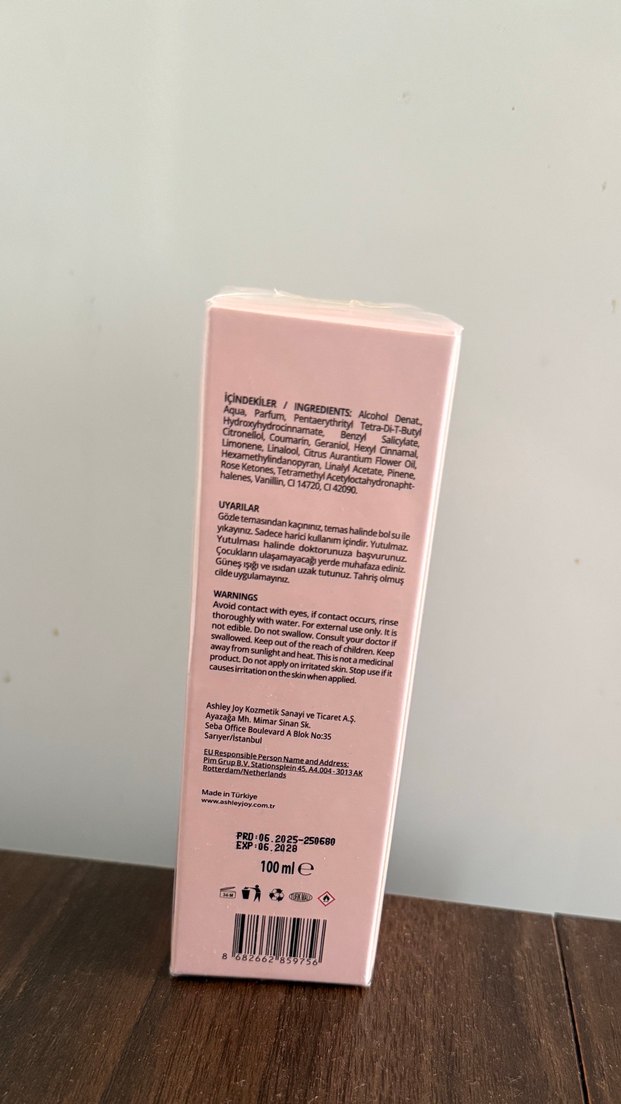 İÇİNDEKİLER / INGREDIENTS: Alcohol Denat.,
Aqua, Parfum, Pentaerythrityl Tetra-Di-T-Butyl
Hydroxyhydrocinnamate, Benzyl Salicylate,
Citronellol, Coumarin, Geraniol, Hexyl Cinnamal,
Limonene, Linalool, Citrus Aurantium Flower Oil,
Hexamethylindanopyran, Linalyl Acetate, Pinene,
Rose Ketones, Tetramethyl Acetyloctahydronapht-
halenes, Vanillin, CI 14720, CI 42090.
UYARILAR
Gözle temasından kaçınınız, temas halinde bol su ile
yıkayınız. Sadece harici kullanım içindir. Yutulmaz.
Yutulması halinde doktorunuza başvurunuz.
Çocukların ulaşamayacağı yerde muhafaza ediniz.
Güneş ışığı ve ısıdan uzak tutunuz. Tahriş olmuş
cilde uygulamayınız.
WARNINGS
Avoid contact with eyes, if contact occurs, rinse
thoroughly with water. For external use only. It is
not edible. Do not swallow. Consult your doctor if
swallowed. Keep out of the reach of children. Keep
away from sunlight and heat. This is not a medicinal
product. Do not apply on irritated skin. Stop use if it
causes irritation on the skin when applied.
Ashley Joy Kozmetik Sanayi ve Ticaret A.Ş.
Ayazağa Mh. Mimar Sinan Sk.
Seba Office Boulevard A Blok No:35
Sarıyer/İstanbul
EU Responsible Person Name and Address:
Pim Grup B.V. Stationsplein 45, A4.004 - 3013 AK
Rotterdam/Netherlands
Made in Türkiye
www.ashleyjoy.com.tr
PRD:06.2025-250680
EXP:06.2028
100 ml e
TÜRK MALI
8 682662 859756